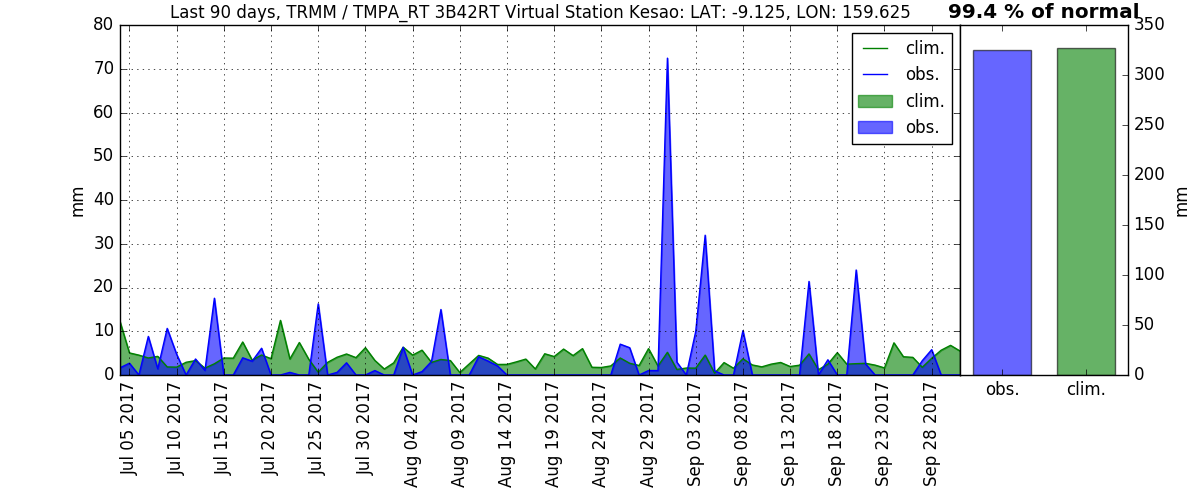 Last 90 days, TRMM / TMPA_RT 3B42RT Virtual Station Kesao: LAT: -9.125, LON: 159.625
99.4 % of normal
80
70
60
50
40
30
20
10
0
mm
clim.
obs.
clim.
obs.
350
300
250
200
150
100
50
0
mm
obs.
clim.
Jul 05 2017
Jul 10 2017
Jul 15 2017
Jul 20 2017
Jul 25 2017
Jul 30 2017
Aug 04 2017
Aug 09 2017
Aug 14 2017
Aug 19 2017
Aug 24 2017
Aug 29 2017
Sep 03 2017
Sep 08 2017
Sep 13 2017
Sep 18 2017
Sep 23 2017
Sep 28 2017